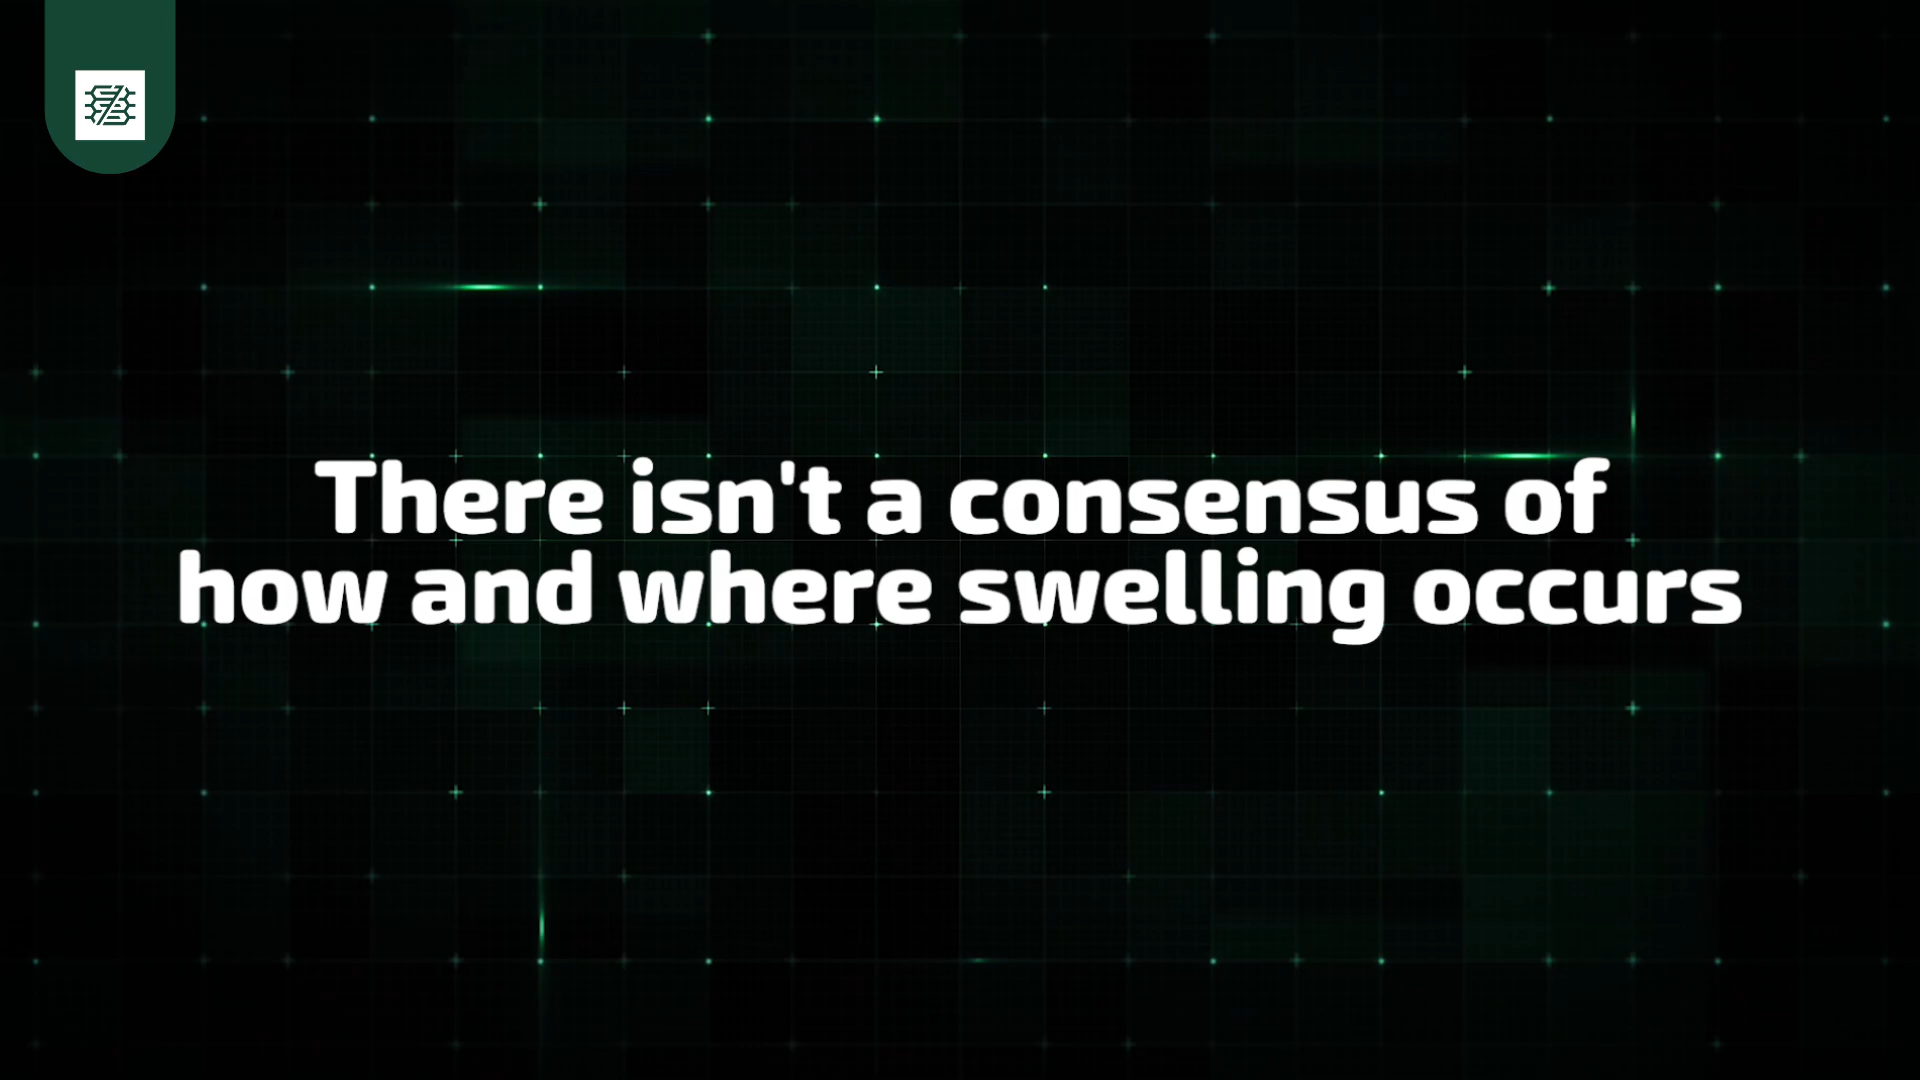 There isn't a consensus of
how and where swelling occurs